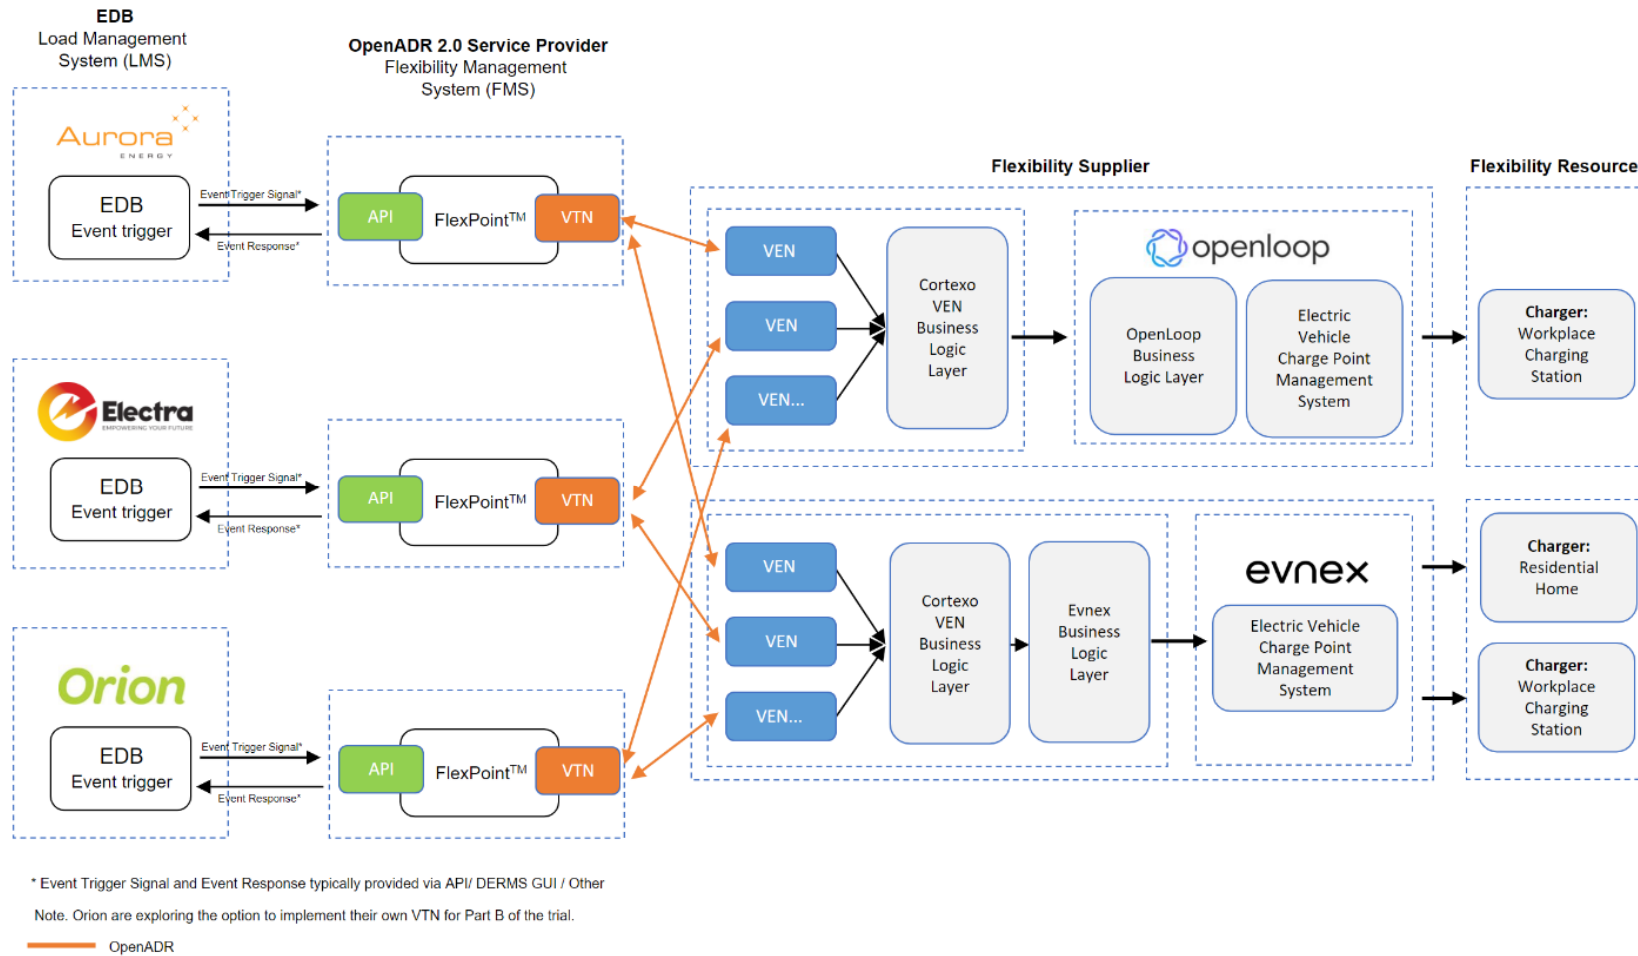 EDB
Load Management
System (LMS)
OpenADR 2.0 Service Provider
Flexibility Management
System (FMS)
Flexibility Supplier
Flexibility Resource
Aurora
ENERGY
EDB
Event trigger
Event Trigger Signal*
Event Response*
API
FlexPoint™
VTN
Electra
EMPOWERING YOUR FUTURE
EDB
Event trigger
Event Trigger Signal*
Event Response*
API
FlexPoint™
VTN
Orion
EDB
Event trigger
Event Trigger Signal*
Event Response*
API
FlexPoint™
VTN
VEN
VEN
VEN...
Cortexo
VEN
Business
Logic
Layer
openloop
OpenLoop
Business
Logic Layer
Electric
Vehicle
Charge Point
Management
System
Charger:
Workplace
Charging
Station
VEN
VEN
VEN...
Cortexo
VEN
Business
Logic
Layer
Evnex
Business
Logic
Layer
evnex
Electric Vehicle
Charge Point
Management
System
Charger:
Residential
Home
Charger:
Workplace
Charging
Station
* Event Trigger Signal and Event Response typically provided via API/ DERMS GUI / Other
Note. Orion are exploring the option to implement their own VTN for Part B of the trial.
OpenADR